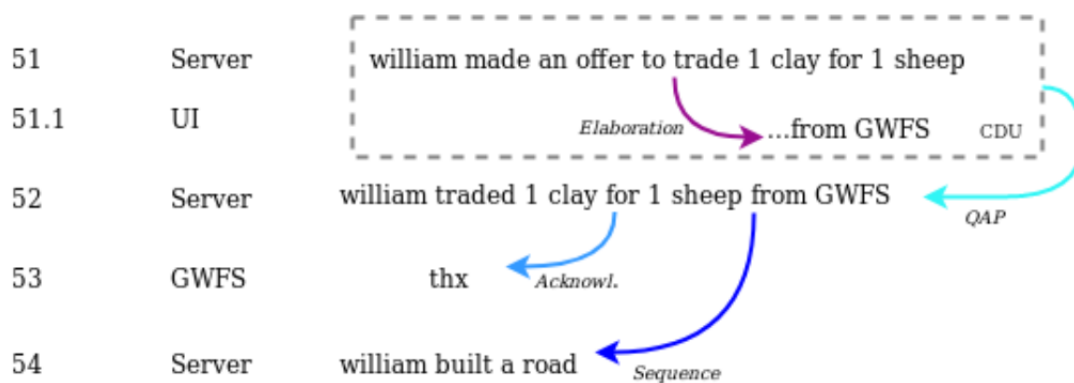 51 Server william made an offer to trade 1 clay for 1 sheep
51.1 UI Elaboration ...from GWFS CDU
52 Server william traded 1 clay for 1 sheep from GWFS
QAP
53 GWFS thx Acknowl.
54 Server william built a road
Sequence